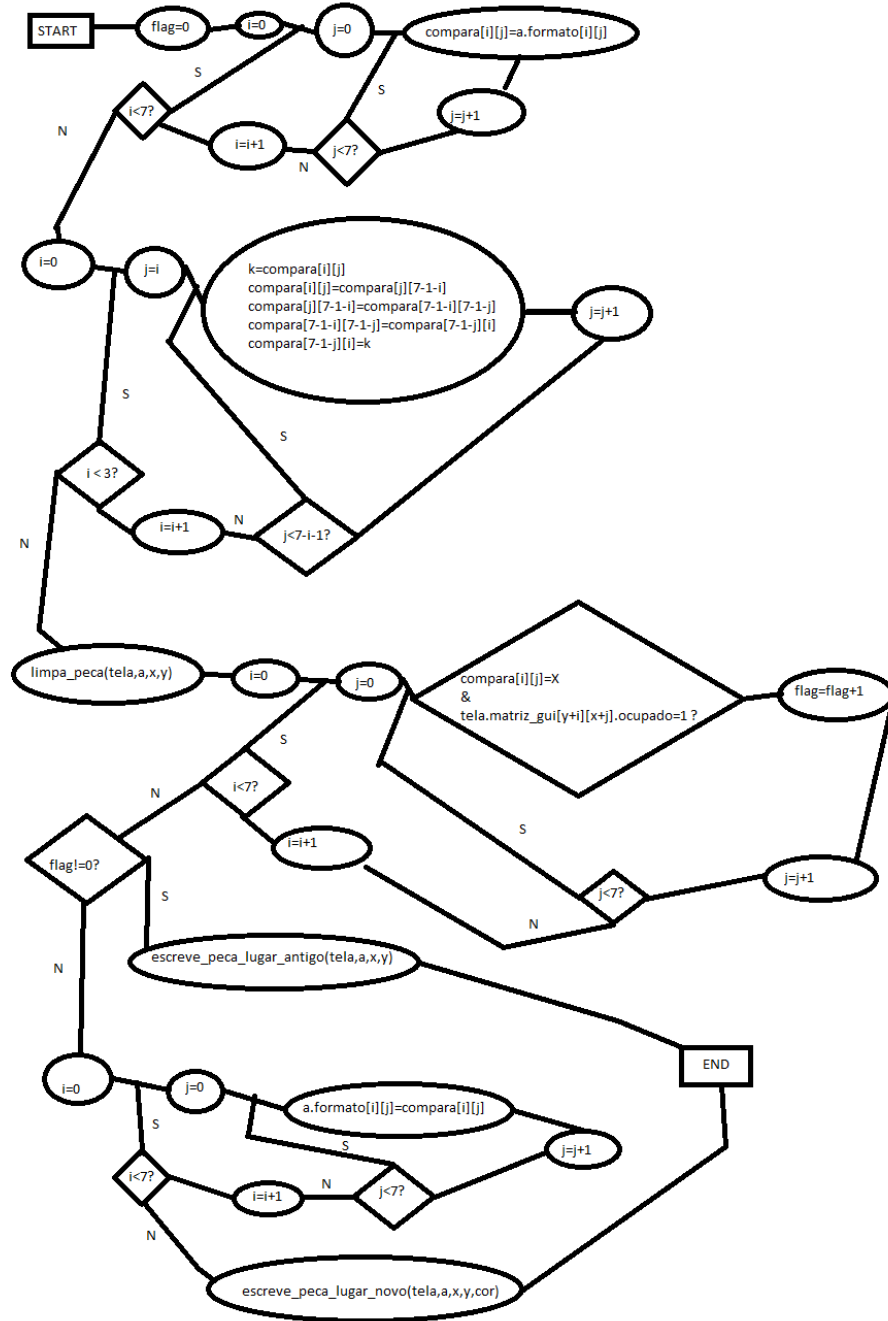 START
flag=0
i=0
j=0
compara[i][j]=a.formato[i][j]
S
i<7?
S
j=j+1
N
i=i+1
j<7?
N
i=0
j=i
k=compara[i][j]
compara[i][j]=compara[j][7-1-i]
compara[j][7-1-i]=compara[7-1-i][7-1-j]
compara[7-1-i][7-1-j]=compara[7-1-j][i]
compara[7-1-j][i]=k
j=j+1
S
S
i < 3?
N
i=i+1
N
j<7-i-1?
limpa_peca(tela,a,x,y)
i=0
j=0
compara[i][j]=X
&
tela.matriz_gui[y+i][x+j].ocupado=1 ?
flag=flag+1
S
i<7?
N
i=i+1
S
flag!=0?
j<7?
j=j+1
S
N
escreve_peca_lugar_antigo(tela,a,x,y)
N
END
i=0
j=0
a.formato[i][j]=compara[i][j]
S
S
j=j+1
i<7?
i=i+1
N
j<7?
N
escreve_peca_lugar_novo(tela,a,x,y,cor)